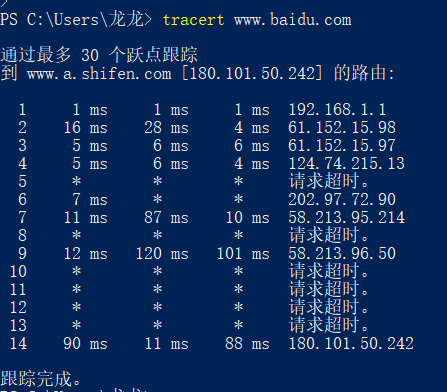 PS C:\Users\龙龙> tracert www.baidu.com
通过最多 30 个跃点跟踪
到 www.a.shifen.com [180.101.50.242] 的路由:
1 1 ms 1 ms 1 ms 192.168.1.1
2 16 ms 28 ms 4 ms 61.152.15.98
3 5 ms 6 ms 6 ms 61.152.15.97
4 5 ms 6 ms 4 ms 124.74.215.13
5 * * * 请求超时。
6 7 ms * * 202.97.72.90
7 11 ms 87 ms 10 ms 58.213.95.214
8 * * * 请求超时。
9 12 ms 120 ms 101 ms 58.213.96.50
10 * * * 请求超时。
11 * * * 请求超时。
12 * * * 请求超时。
13 * * * 请求超时。
14 90 ms 11 ms 88 ms 180.101.50.242
跟踪完成。